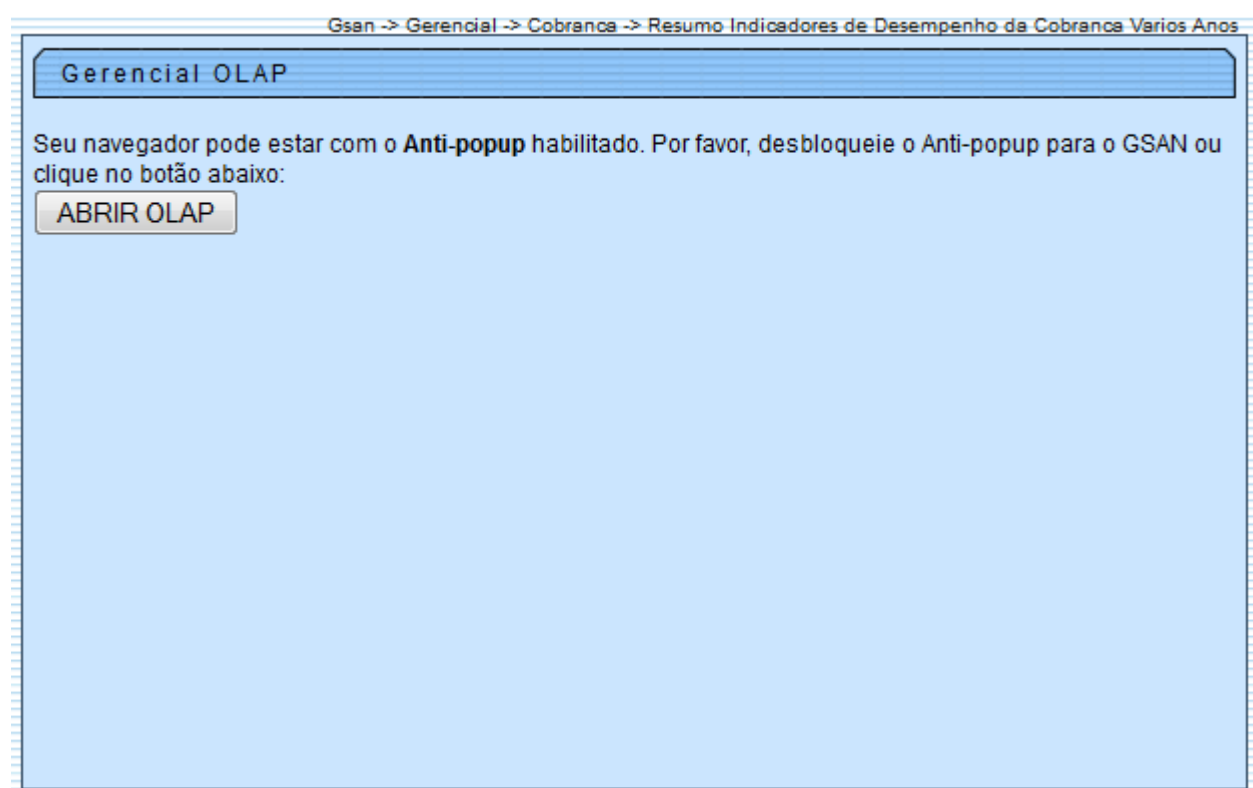 Gsan -> Gerencial -> Cobranca -> Resumo Indicadores de Desempenho da Cobranca Varios Anos
Gerencial OLAP
Seu navegador pode estar com o Anti-popup habilitado. Por favor, desbloqueie o Anti-popup para o GSAN ou
clique no botão abaixo:
ABRIR OLAP